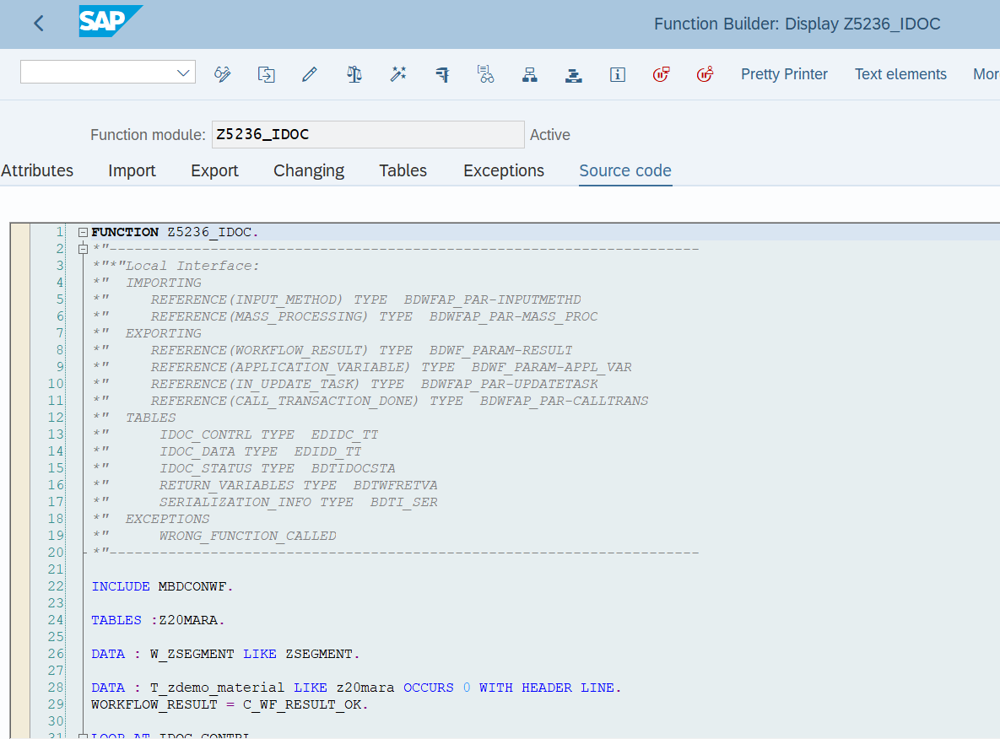 SAP
Function Builder: Display Z5236_IDOC
Pretty Printer Text elements Mor
Function module: Z5236_IDOC Active
Attributes Import Export Changing Tables Exceptions Source code
1 FUNCTION Z5236_IDOC.
2 *"----------------------------------------------------------------------
3 *"*"Local Interface:
4 *" IMPORTING
5 *" REFERENCE(INPUT_METHOD) TYPE BDWFAP_PAR-INPUTMETHD
6 *" REFERENCE(MASS_PROCESSING) TYPE BDWFAP_PAR-MASS_PROC
7 *" EXPORTING
8 *" REFERENCE(WORKFLOW_RESULT) TYPE BDWF_PARAM-RESULT
9 *" REFERENCE(APPLICATION_VARIABLE) TYPE BDWF_PARAM-APPL_VAR
10 *" REFERENCE(IN_UPDATE_TASK) TYPE BDWFAP_PAR-UPDATETASK
11 *" REFERENCE(CALL_TRANSACTION_DONE) TYPE BDWFAP_PAR-CALLTRANS
12 *" TABLES
13 *" IDOC_CONTRL TYPE EDIDC_TT
14 *" IDOC_DATA TYPE EDIDD_TT
15 *" IDOC_STATUS TYPE BDTIDOCSTA
16 *" RETURN_VARIABLES TYPE BDTWFRETVA
17 *" SERIALIZATION_INFO TYPE BDTI_SER
18 *" EXCEPTIONS
19 *" WRONG_FUNCTION_CALLED
20 *"----------------------------------------------------------------------
21
22 INCLUDE MBDCONWF.
23
24 TABLES :Z20MARA.
25
26 DATA : W_ZSEGMENT LIKE ZSEGMENT.
27
28 DATA : T_zdemo_material LIKE z20mara OCCURS 0 WITH HEADER LINE.
29 WORKFLOW_RESULT = C_WF_RESULT_OK.
30
31 LOOP AT IDOC_CONTRL